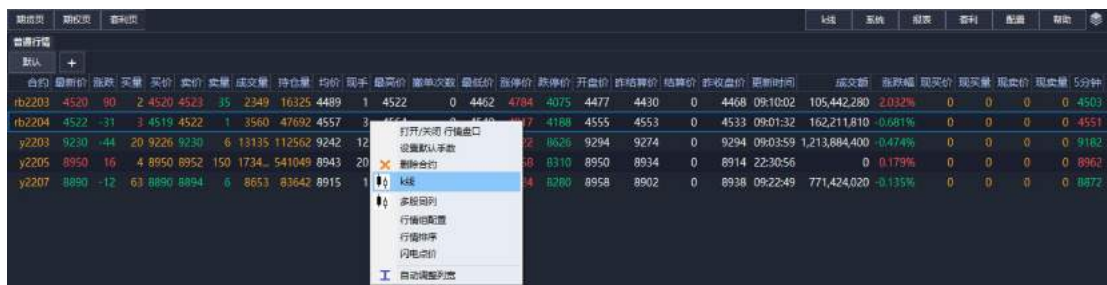 期货页 期权页 套利页 k线 系统 报表 套利 配置 帮助
普通行情
默认 +
合约 最新价 涨跌 买量 买价 卖价 卖量 成交量 持仓量 均价 现手 最高价 撤单次数 最低价 涨停价 跌停价 开盘价 昨结算价 结算价 昨收盘价 更新时间 成交额 涨跌幅 现买价 现买量 现卖价 现卖量 5分钟
rb2203 4520 90 2 4520 4523 35 2349 16325 4489 1 4522 0 4462 4784 4075 4477 4430 0 4468 09:10:02 105,442,280 2.032% 0 0 0 0 4503
rb2204 4522 -31 3 4519 4522 1 3560 47692 4557 3 4188 4555 4553 0 4533 09:01:32 162,211,810 -0.681% 0 0 0 0 4551
y2203 9230 -44 20 9226 9230 6 13135 112562 9242 12 8626 9294 9274 0 9294 09:03:59 1,213,884,400 -0.474% 0 0 0 0 9182
y2205 8950 16 4 8950 8952 150 1734... 541049 8943 20 8310 8950 8934 0 8914 22:30:56 0 0.179% 0 0 0 0 8962
y2207 8890 -12 63 8890 8894 6 8653 83642 8915 1 8280 8958 8902 0 8938 09:22:49 771,424,020 -0.135% 0 0 0 0 8872
打开/关闭 行情盘口
设置默认手数
删除合约
k线
多股同列
行情组配置
行情排序
闪电点价
自动调整列宽